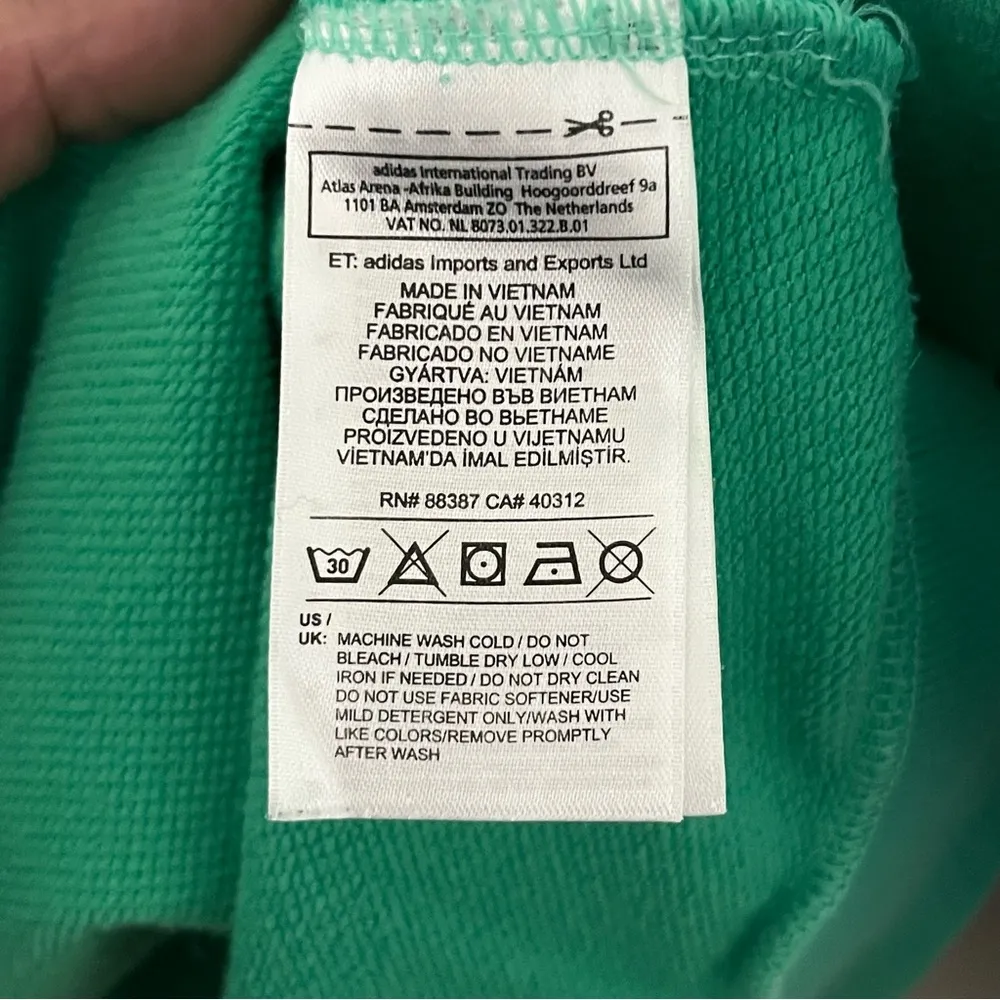 adidas International Trading BV
Atlas Arena -Afrika Building Hoogoorddreef 9a
1101 BA Amsterdam ZO The Netherlands
VAT NO. NL 8073.01.322.B.01
ET: adidas Imports and Exports Ltd
MADE IN VIETNAM
FABRIQUÉ AU VIETNAM
FABRICADO EN VIETNAM
FABRICADO NO VIETNAME
GYÁRTVA: VIETNÁM
ПРОИЗВЕДЕНО ВЪВ ВИЕТНАМ
СДЕЛАНО ВО ВЬЕТНАМЕ
PROIZVEDENO U VIJETNAMU
VİETNAM'DA İMAL EDİLMİŞTİR.
RN# 88387 CA# 40312
30
US /
UK: MACHINE WASH COLD / DO NOT
BLEACH / TUMBLE DRY LOW / COOL
IRON IF NEEDED / DO NOT DRY CLEAN
DO NOT USE FABRIC SOFTENER/USE
MILD DETERGENT ONLY/WASH WITH
LIKE COLORS/REMOVE PROMPTLY
AFTER WASH